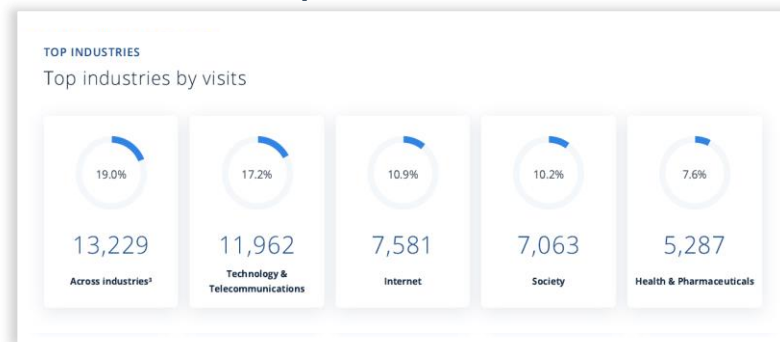 TOP INDUSTRIES
Top industries by visits
19.0%
13,229
Across industries³
17.2%
11,962
Technology &
Telecommunications
10.9%
7,581
Internet
10.2%
7,063
Society
7.6%
5,287
Health & Pharmaceuticals